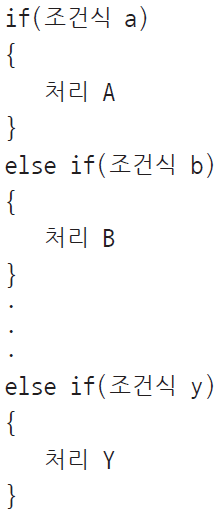 if(조건식 a)
{
처리 A
}
else if(조건식 b)
{
처리 B
}
.
.
.
else if(조건식 y)
{
처리 Y
}